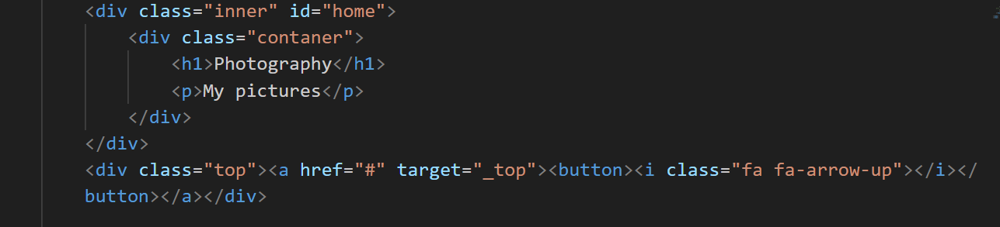 <div class="inner" id="home">
<div class="contaner">
<h1>Photography</h1>
<p>My pictures</p>
</div>
</div>
<div class="top"><a href="#" target="_top"><button><i class="fa fa-arrow-up"></i></
button></a></div>